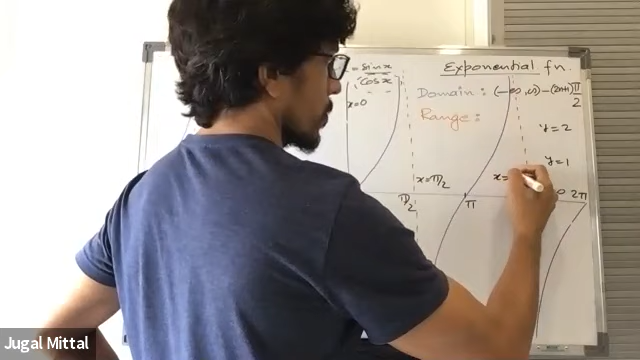 = sinx
Exponential fn.
cosx
Domain: (-∞,∞) - (2n+1)π/2
x=0
Range:
y=2
y=1
x=π/2
x=
0 2π
π/2
π
Jugal Mittal